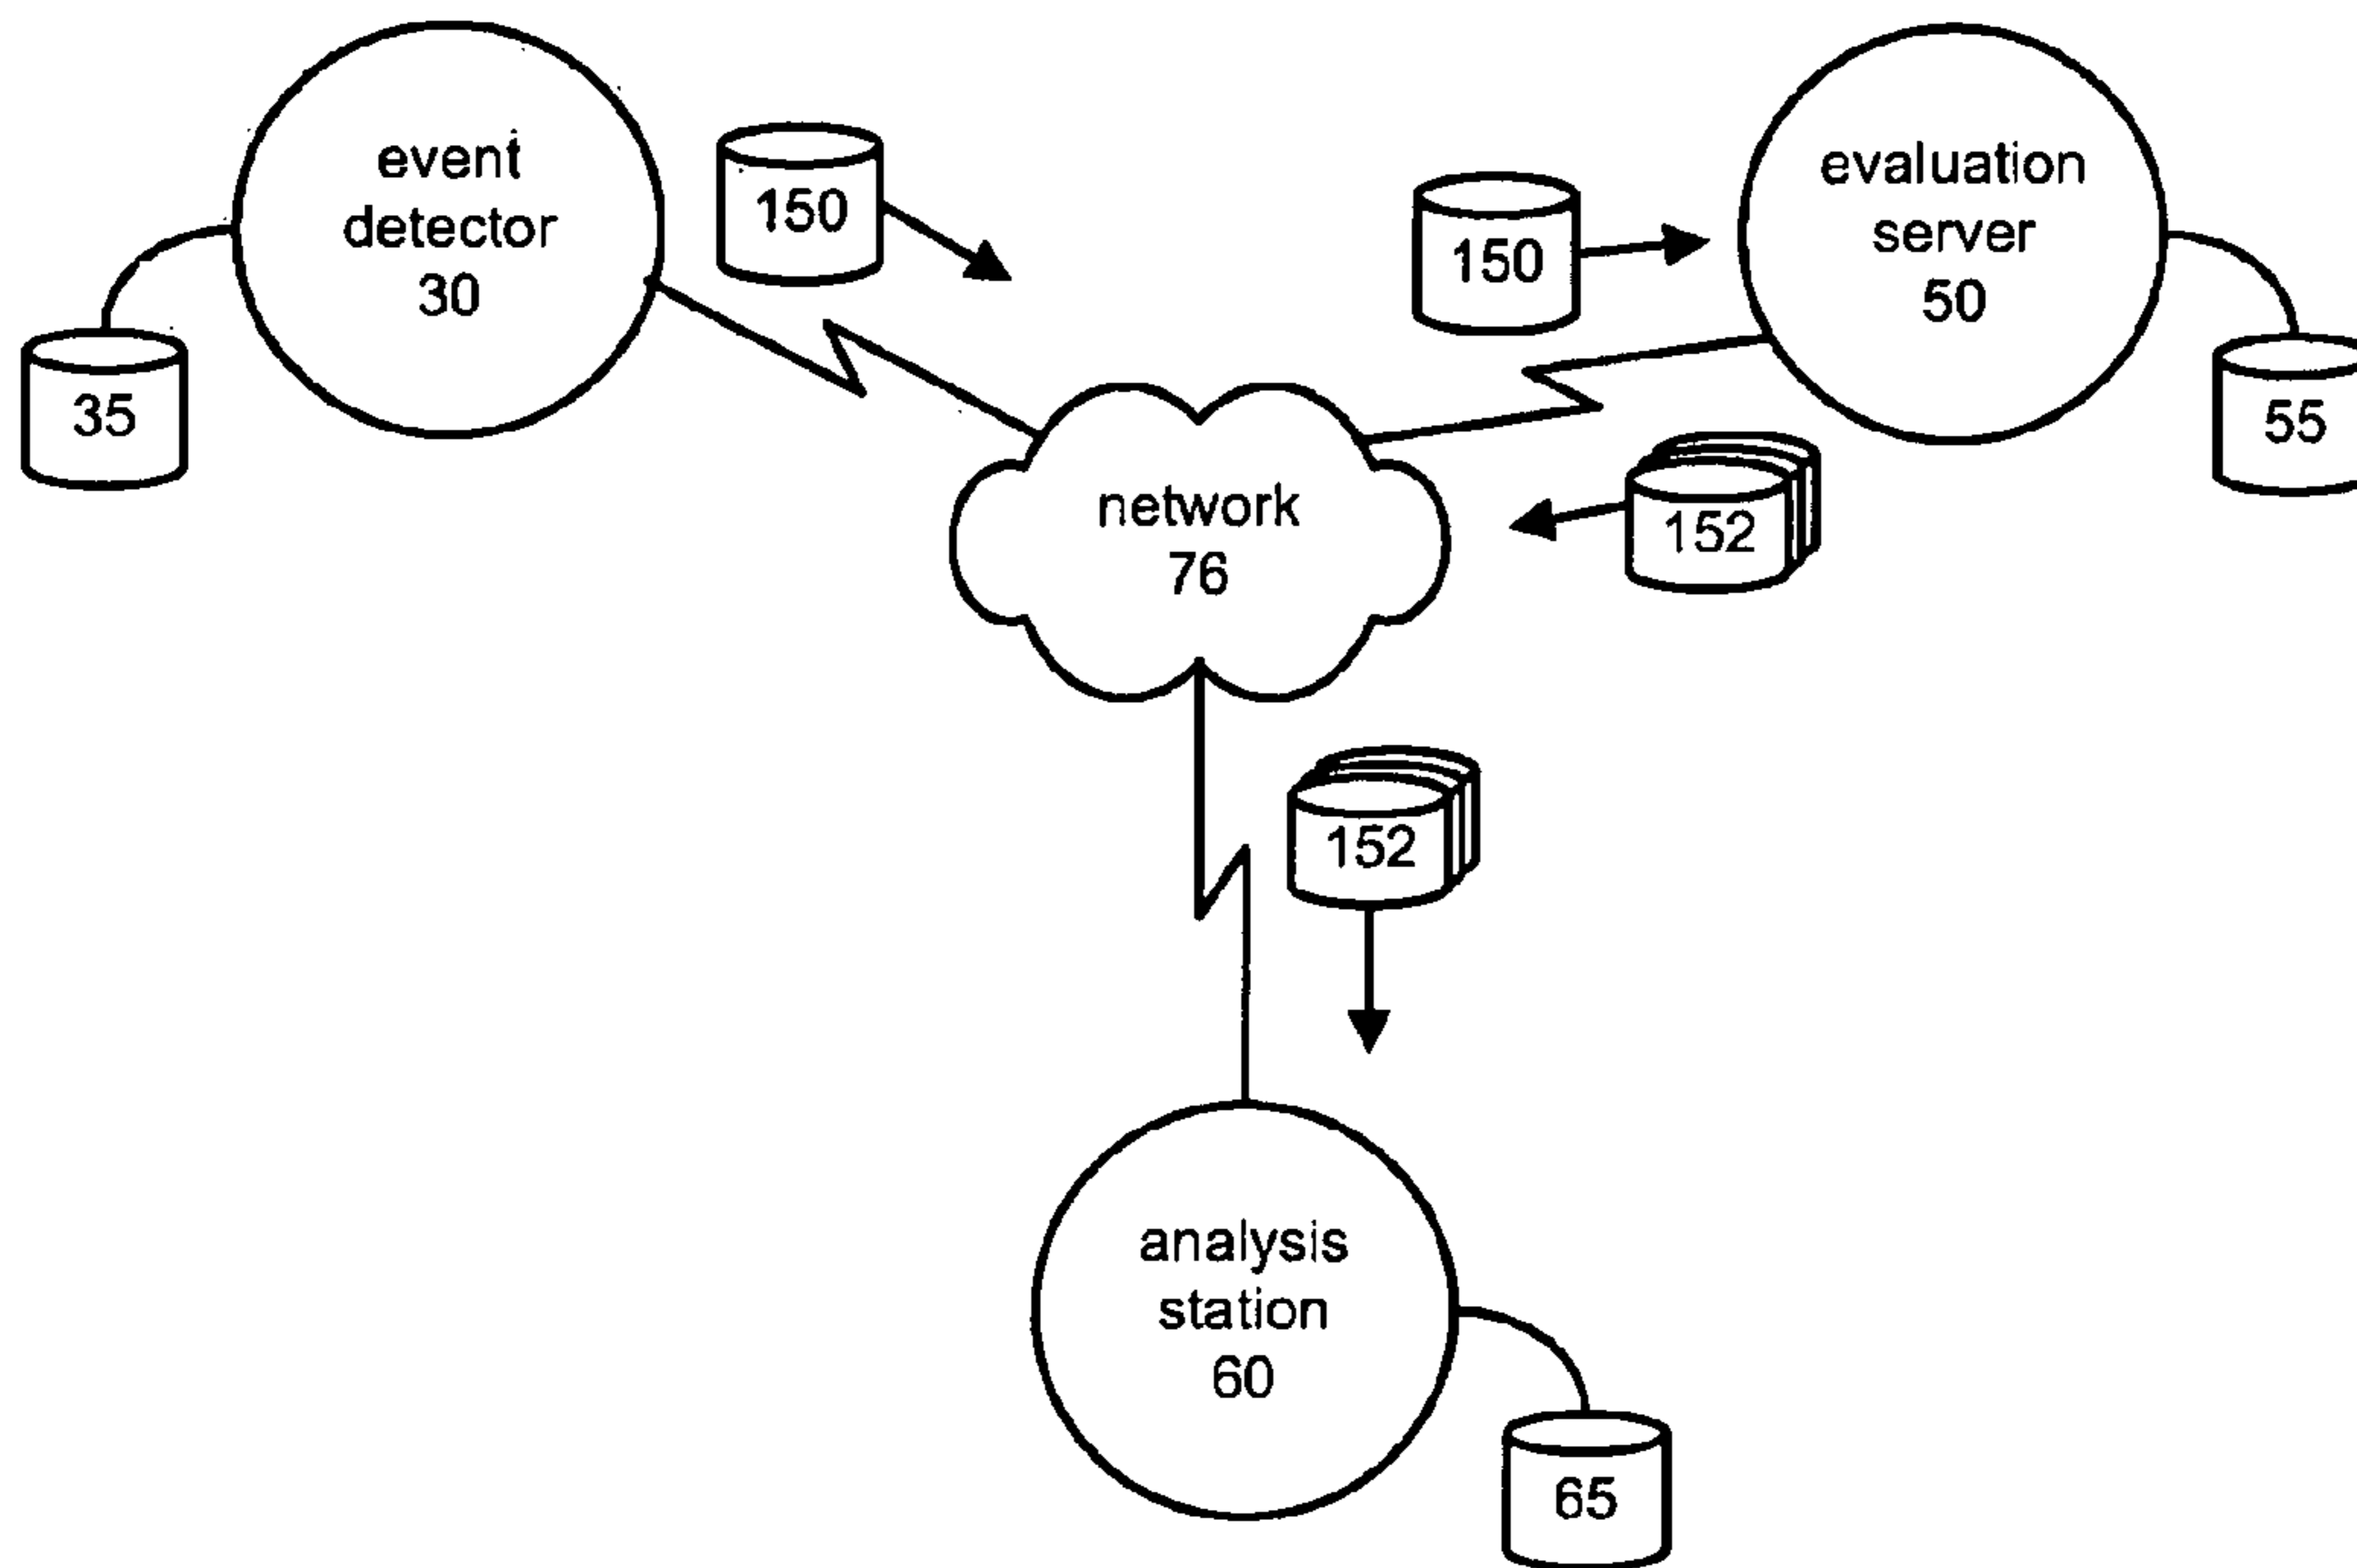 event
detector
30
150
150
evaluation
server
50
35
55
network
76
152
152
analysis
station
60
65